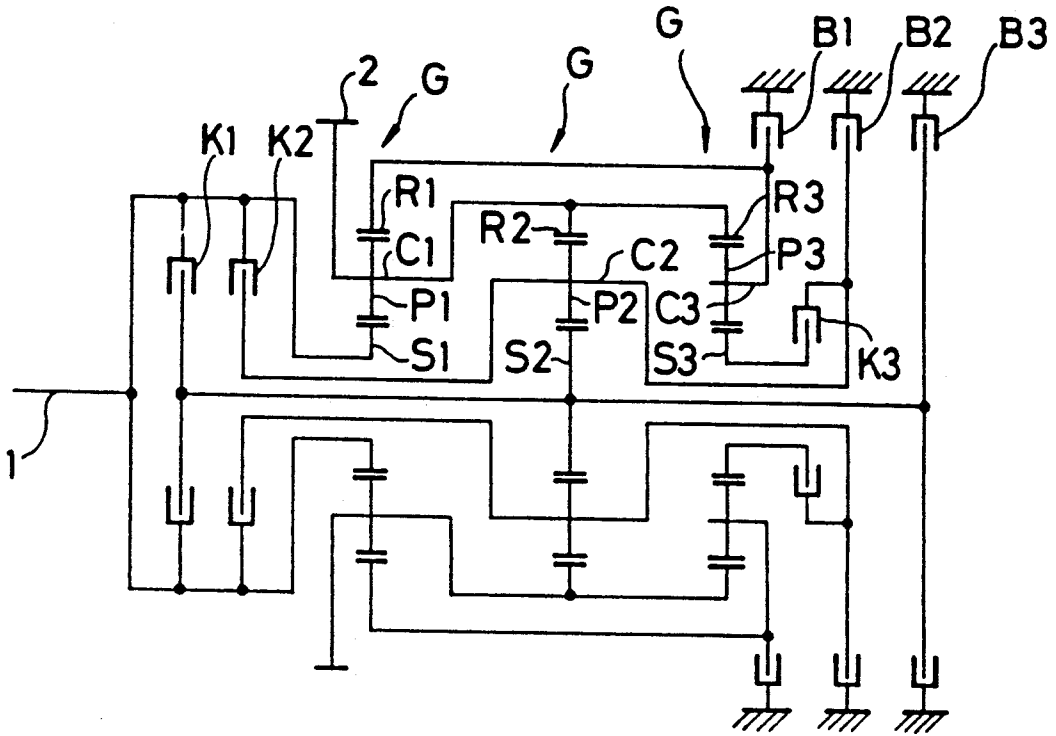 B1 B2 B3
G
2 G G
K1 K2
R1 R2 R3
C1 C2 P3
P1 P2 C3
S1 S2 S3 K3
1